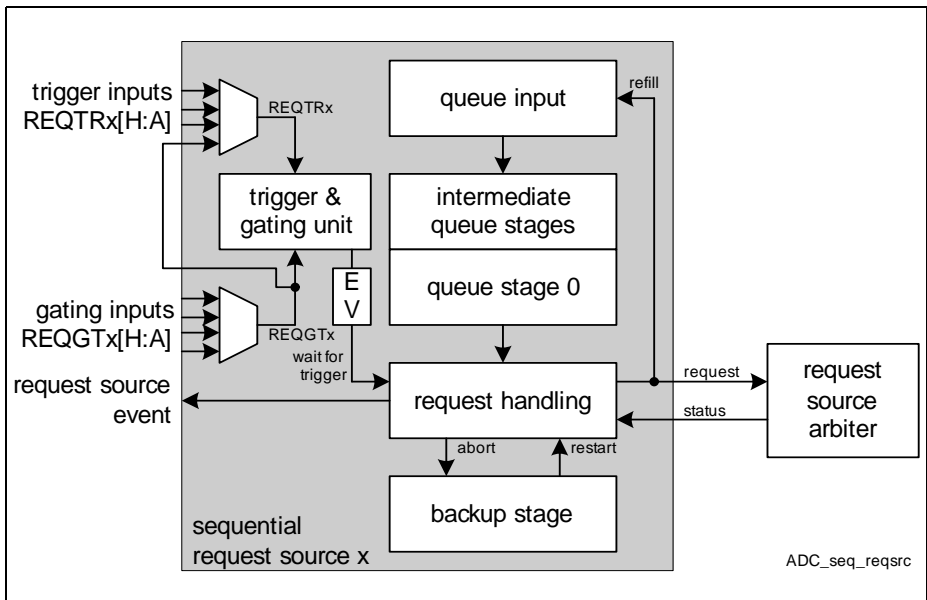 trigger inputs
REQTRx[H:A]
REQTRx
queue input
refill
trigger &
gating unit
intermediate
queue stages
E
V
queue stage 0
gating inputs
REQGTx[H:A]
REQGTx
wait for
trigger
request source
event
request handling
request
status
request
source
arbiter
abort
restart
backup stage
sequential
request source x
ADC_seq_reqsrc